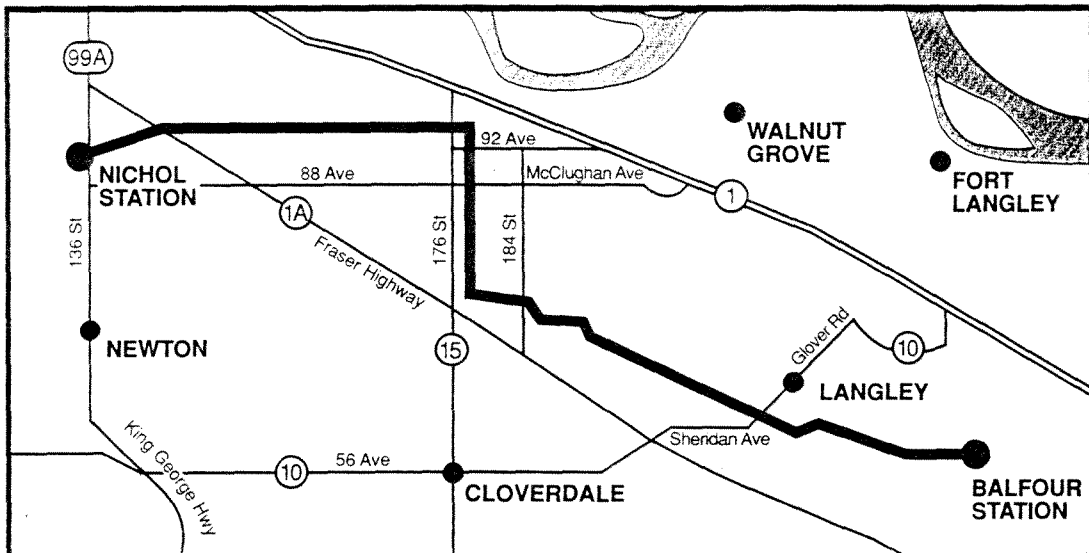 99A
WALNUT
GROVE
92 Ave
NICHOL
STATION
88 Ave
McClughan Ave
FORT
LANGLEY
1
1A
136 St
176 St
184 St
Fraser Highway
NEWTON
15
Glover Rd
10
LANGLEY
King George Hwy
Sheridan Ave
10
56 Ave
CLOVERDALE
BALFOUR
STATION